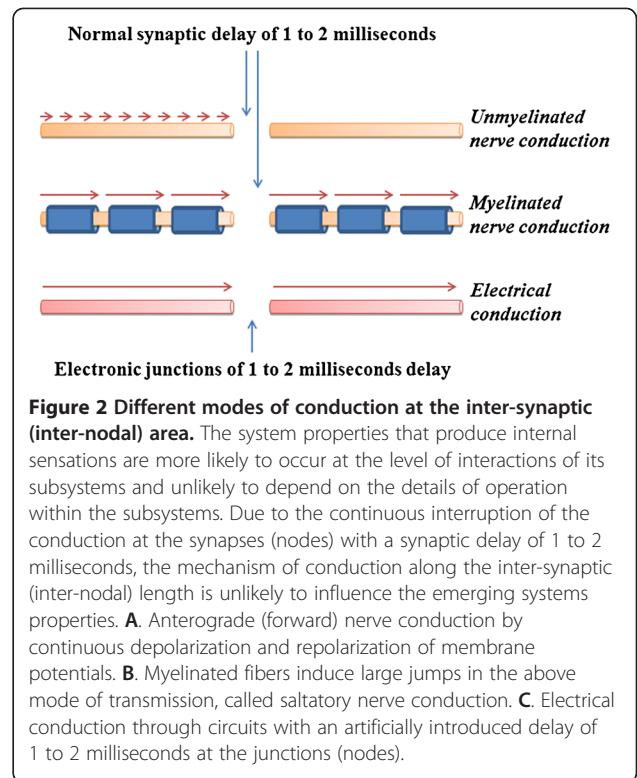 Normal synaptic delay of 1 to 2 milliseconds
Unmyelinated
nerve conduction
Myelinated
nerve conduction
Electrical
conduction
Electronic junctions of 1 to 2 milliseconds delay
Figure 2 Different modes of conduction at the inter-synaptic
(inter-nodal) area. The system properties that produce internal
sensations are more likely to occur at the level of interactions of its
subsystems and unlikely to depend on the details of operation
within the subsystems. Due to the continuous interruption of the
conduction at the synapses (nodes) with a synaptic delay of 1 to 2
milliseconds, the mechanism of conduction along the inter-synaptic
(inter-nodal) length is unlikely to influence the emerging systems
properties. A. Anterograde (forward) nerve conduction by
continuous depolarization and repolarization of membrane
potentials. B. Myelinated fibers induce large jumps in the above
mode of transmission, called saltatory nerve conduction. C. Electrical
conduction through circuits with an artificially introduced delay of
1 to 2 milliseconds at the junctions (nodes).